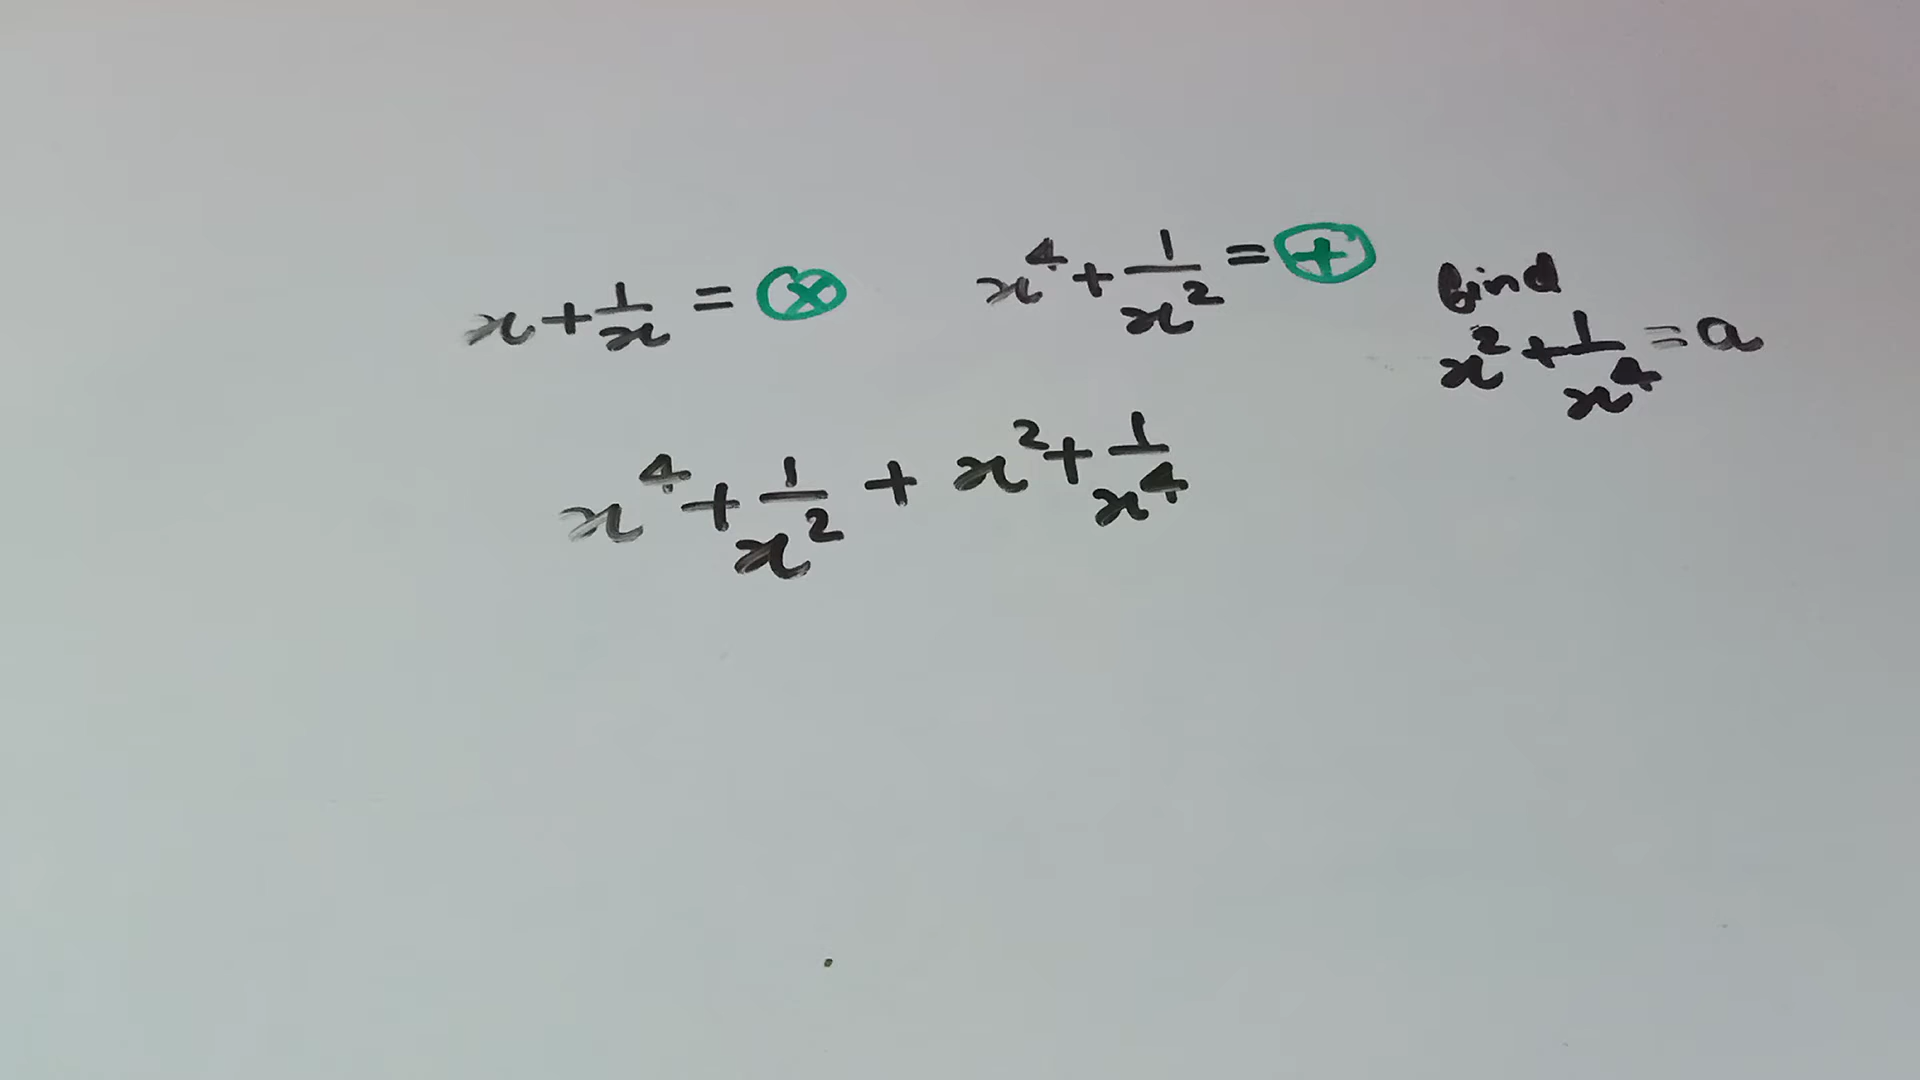 x + 1/x = ⊗
x⁴ + 1/x² = ⊕
find
x² + 1/x⁴ = a
x⁴ + 1/x² + x² + 1/x⁴